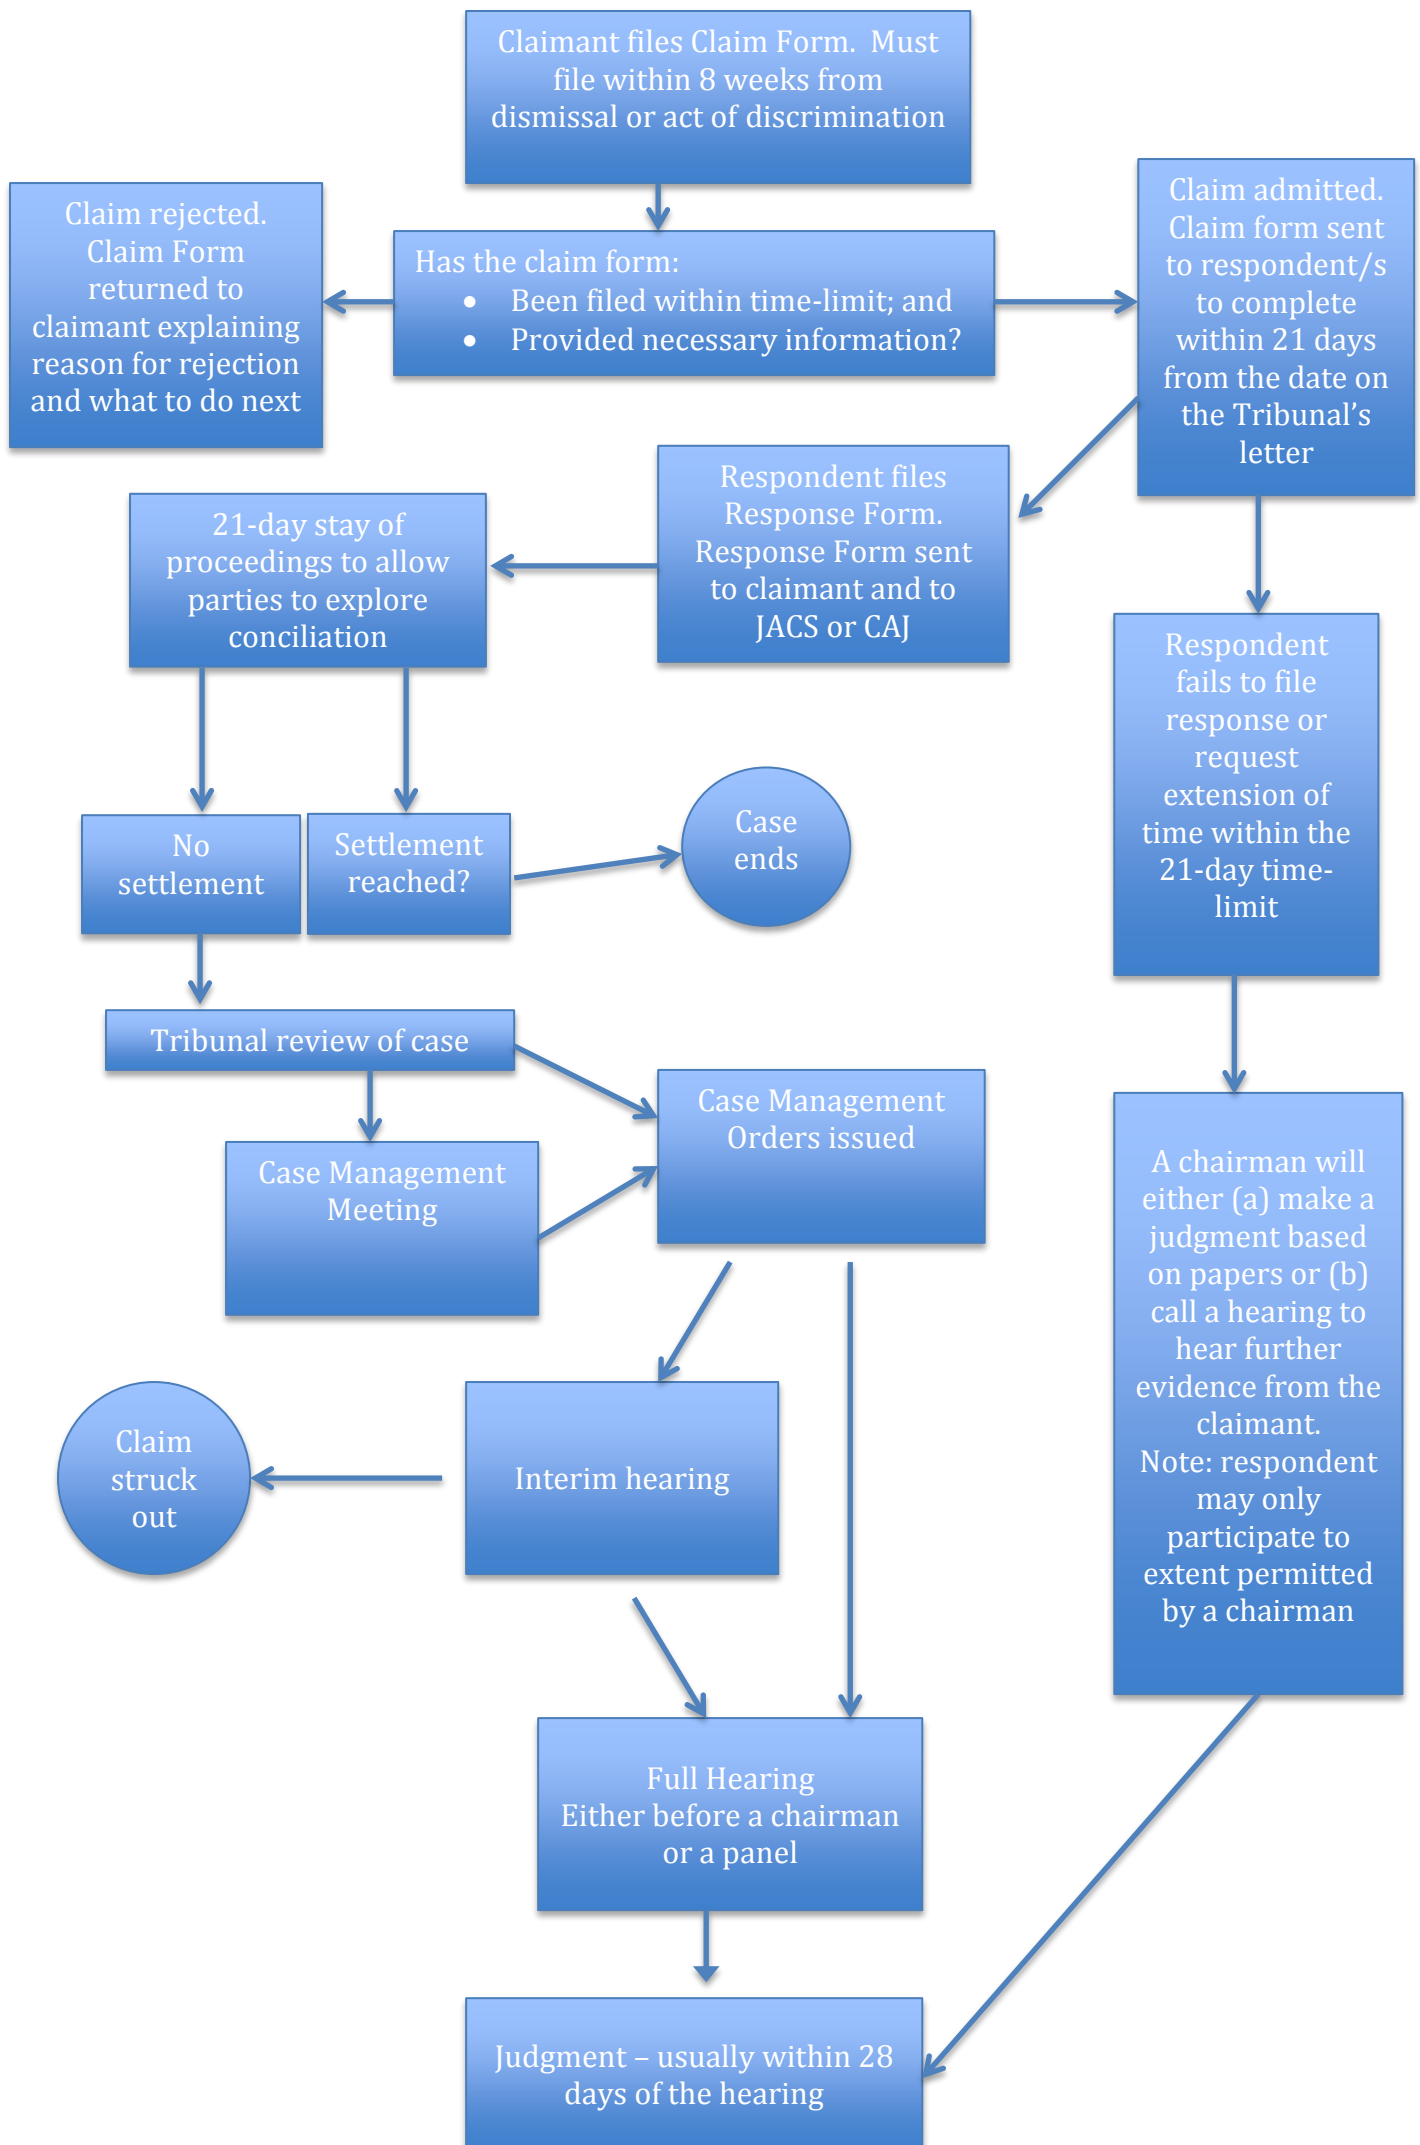 Claimant files Claim Form.  Must
file within 8 weeks from
dismissal or act of discrimination
Claim rejected.
Claim Form
returned to
claimant explaining
reason for rejection
and what to do next
Has the claim form:
• Been filed within time-limit; and
• Provided necessary information?
Claim admitted.
Claim form sent
to respondent/s
to complete
within 21 days
from the date on
the Tribunal’s
letter
Respondent files
Response Form.
Response Form sent
to claimant and to
JACS or CAJ
21-day stay of
proceedings to allow
parties to explore
conciliation
Respondent
fails to file
response or
request
extension of
time within the
21-day time-
limit
No
settlement
Settlement
reached?
Case
ends
Tribunal review of case
Case Management
Meeting
Case Management
Orders issued
A chairman will
either (a) make a
judgment based
on papers or (b)
call a hearing to
hear further
evidence from the
claimant.
Note: respondent
may only
participate to
extent permitted
by a chairman
Claim
struck
out
Interim hearing
Full Hearing
Either before a chairman
or a panel
Judgment – usually within 28
days of the hearing